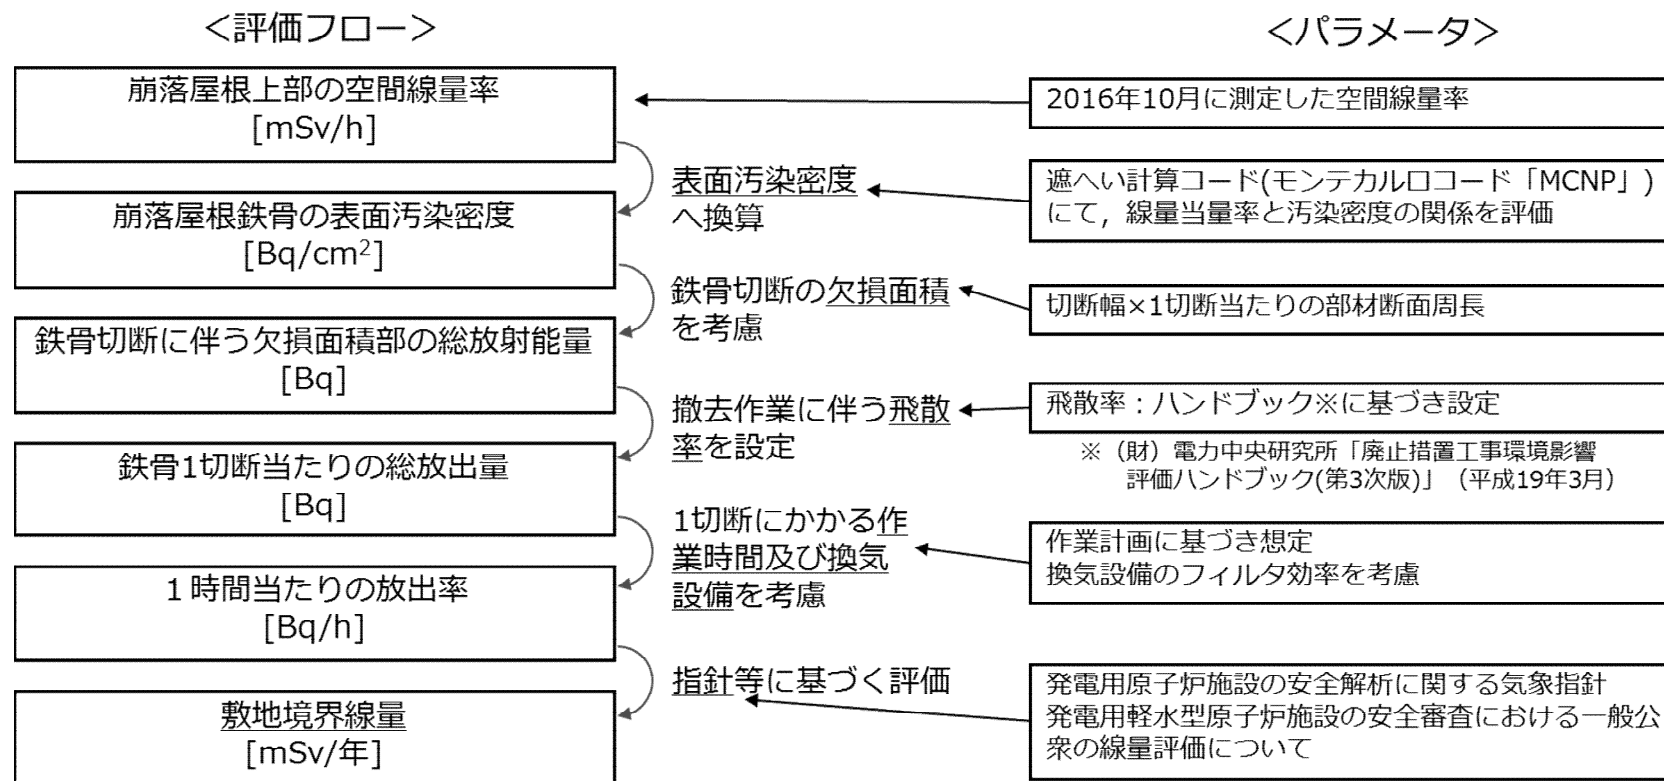 ＜評価フロー＞
＜パラメータ＞
崩落屋根上部の空間線量率
[mSv/h]
2016年10月に測定した空間線量率
表面汚染密度
へ換算
遮へい計算コード(モンテカルロコード「MCNP」)
にて，線量当量率と汚染密度の関係を評価
崩落屋根鉄骨の表面汚染密度
[Bq/cm²]
鉄骨切断の欠損面積
を考慮
切断幅×1切断当たりの部材断面周長
鉄骨切断に伴う欠損面積部の総放射能量
[Bq]
撤去作業に伴う飛散
率を設定
飛散率：ハンドブック※に基づき設定
※（財）電力中央研究所「廃止措置工事環境影響
評価ハンドブック(第3次版)」（平成19年3月）
鉄骨1切断当たりの総放出量
[Bq]
1切断にかかる作
業時間及び換気
設備を考慮
作業計画に基づき想定
換気設備のフィルタ効率を考慮
１時間当たりの放出率
[Bq/h]
指針等に基づく評価
発電用原子炉施設の安全解析に関する気象指針
発電用軽水型原子炉施設の安全審査における一般公
衆の線量評価について
敷地境界線量
[mSv/年]